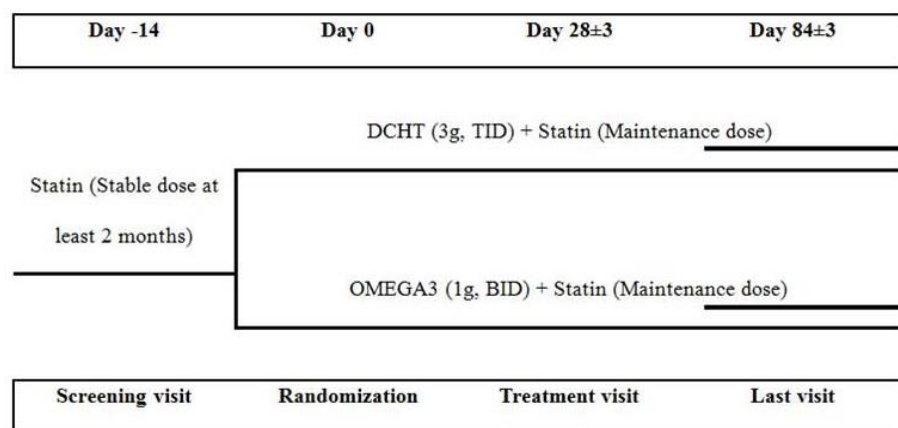 Day -14 Day 0 Day 28±3 Day 84±3
DCHT (3g, TID) + Statin (Maintenance dose)
Statin (Stable dose at
least 2 months)
OMEGA3 (1g, BID) + Statin (Maintenance dose)
Screening visit Randomization Treatment visit Last visit